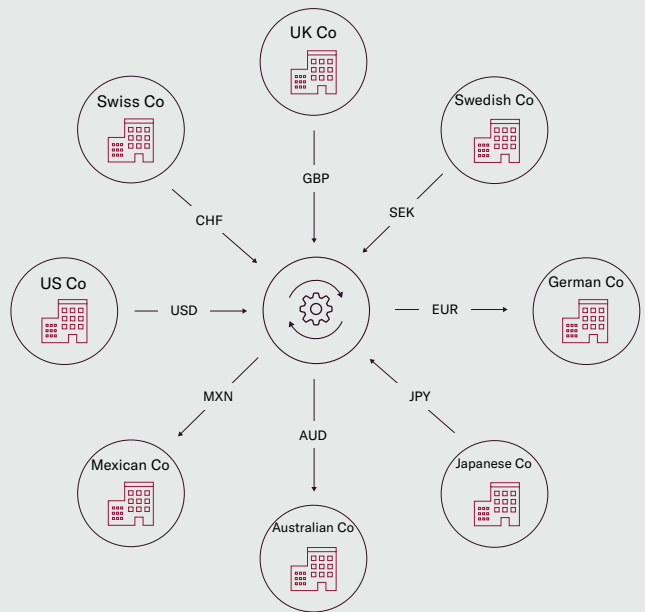 UK Co
Swiss Co
Swedish Co
GBP
SEK
CHF
US Co
German Co
USD
EUR
MXN
JPY
AUD
Mexican Co
Japanese Co
Australian Co